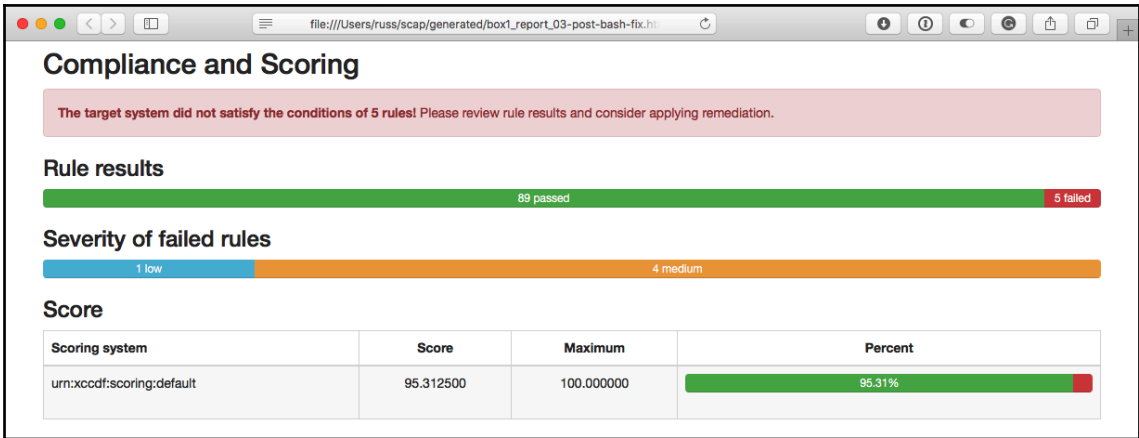 file:///Users/russ/scap/generated/box1_report_03-post-bash-fix.ht
Compliance and Scoring
The target system did not satisfy the conditions of 5 rules! Please review rule results and consider applying remediation.
Rule results
89 passed 5 failed
Severity of failed rules
1 low 4 medium
Score
Scoring system Score Maximum Percent
urn:xccdf:scoring:default 95.312500 100.000000 95.31%